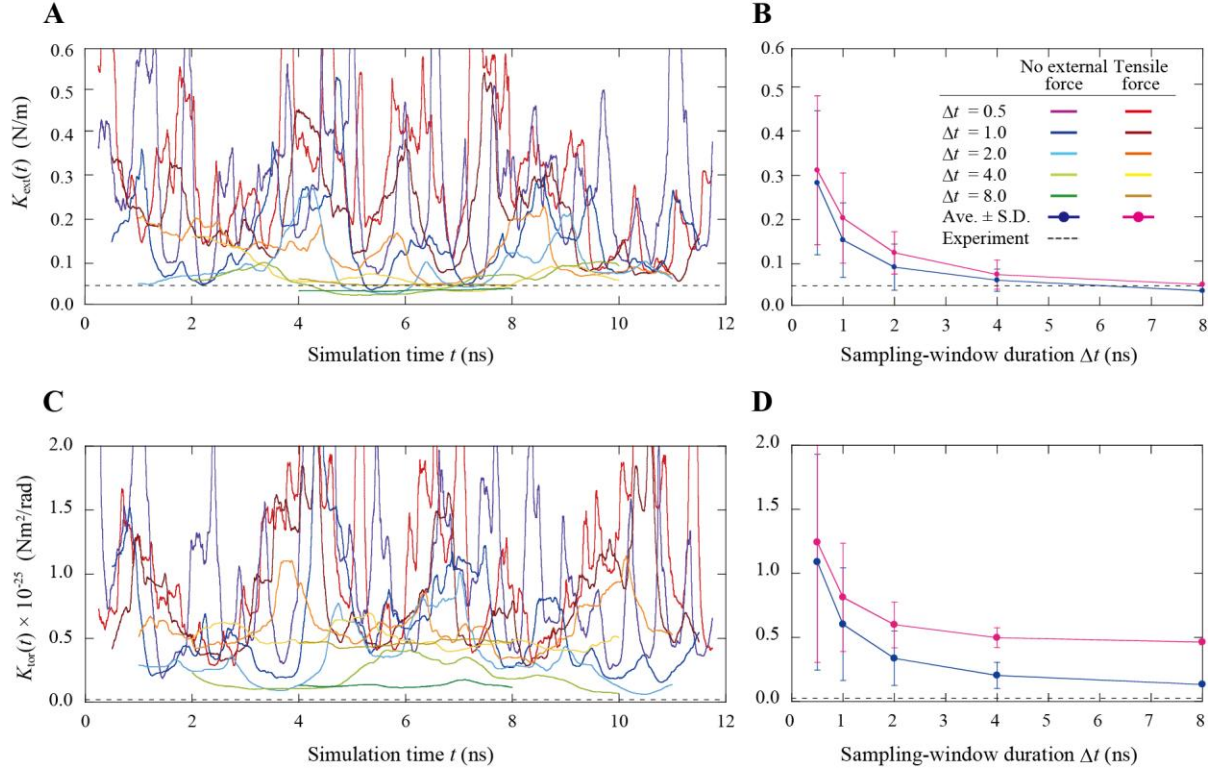 A
0.6
0.5
0.4
0.3
0.2
0.1
0.0
K_ext(t) (N/m)
0 2 4 6 8 10 12
Simulation time t (ns)
B
0.6
0.5
0.4
0.3
0.2
0.1
0.0
No external Tensile
force force
Δt = 0.5
Δt = 1.0
Δt = 2.0
Δt = 4.0
Δt = 8.0
Ave. ± S.D.
Experiment
0 1 2 3 4 5 6 7 8
Sampling-window duration Δt (ns)
C
2.0
1.5
1.0
0.5
0.0
K_tor(t) × 10^-25 (Nm²/rad)
0 2 4 6 8 10 12
Simulation time t (ns)
D
2.0
1.5
1.0
0.5
0.0
0 1 2 3 4 5 6 7 8
Sampling-window duration Δt (ns)